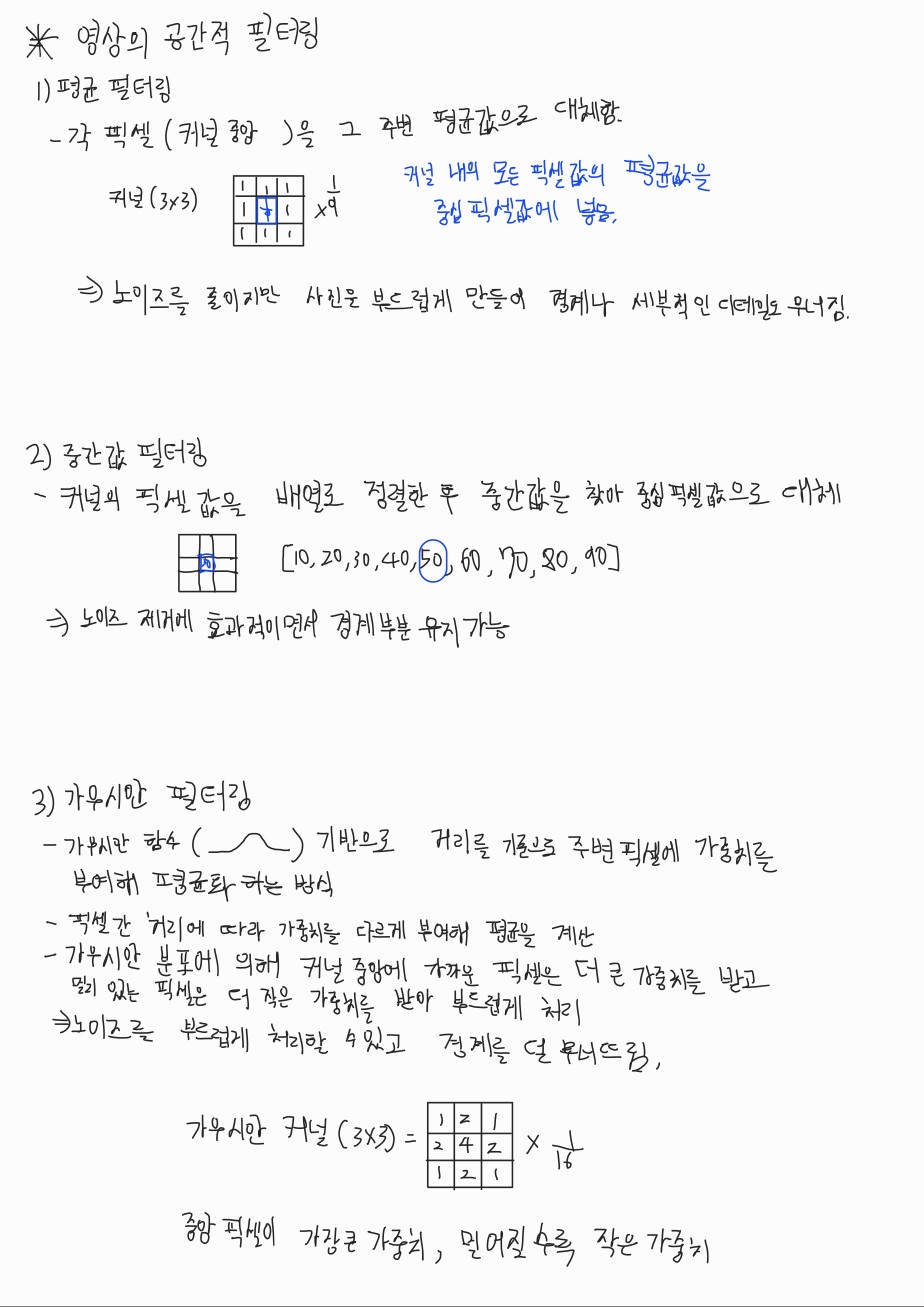 * 영상의 공간적 필터링
1) 평균 필터링
- 각 픽셀 (커널 중앙 )을 그 주변 평균값으로 대체함.
커널 (3x3)
1 1 1
1 1 1
1 1 1
x 1/9
커널 내의 모든 픽셀값의 평균값을
중심 픽셀값에 넣음.
⇒ 노이즈를 줄이지만 사진은 부드럽게 만들어 경계나 세부적인 디테일도 무너짐.
2) 중간값 필터링
- 커널의 픽셀 값을 배열로 정렬한 후 중간값을 찾아 중심 픽셀값으로 대체
50
[10, 20, 30, 40, 50, 60, 70, 80, 90]
⇒ 노이즈 제거에 효과적이면서 경계부분 유지 가능
3) 가우시안 필터링
- 가우시안 함수 ( ) 기반으로 거리를 기준으로 주변 픽셀에 가중치를
부여해 평균화 하는 방식
- 픽셀간 거리에 따라 가중치를 다르게 부여해 평균을 계산
- 가우시안 분포에 의해 커널 중앙에 가까운 픽셀은 더 큰 가중치를 받고
멀리 있는 픽셀은 더 작은 가중치를 받아 부드럽게 처리
⇒ 노이즈를 부드럽게 처리할 수 있고 경계를 덜 무너뜨림.
가우시안 커널 (3x3) =
1 2 1
2 4 2
1 2 1
x 1/16
중앙 픽셀이 가장 큰 가중치, 멀어질 수록 작은 가중치